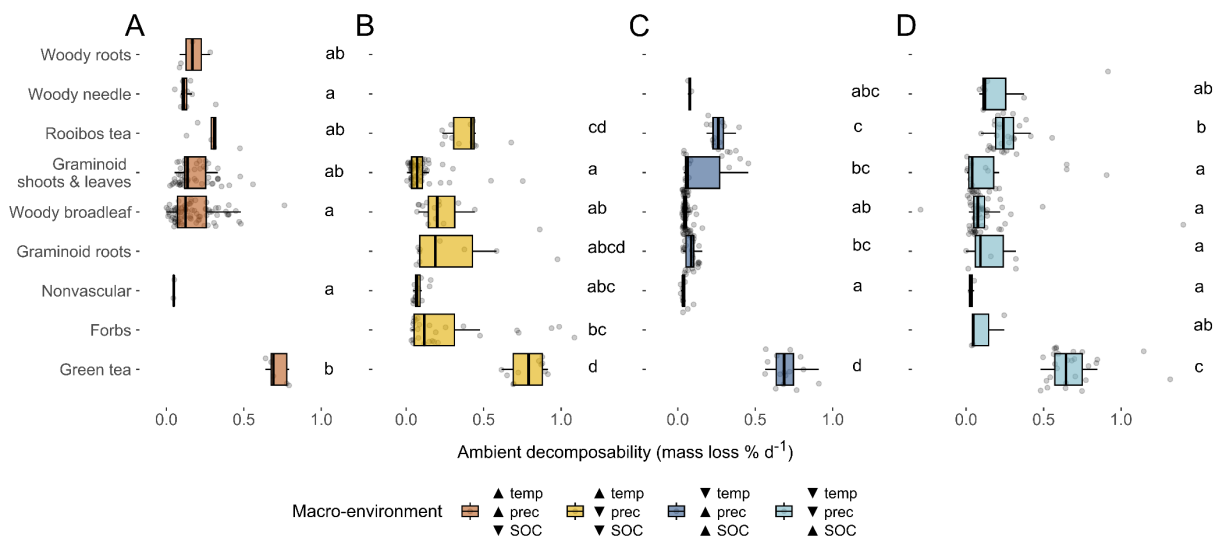 A B C D
Woody roots ab
Woody needle a abc ab
Rooibos tea ab cd c b
Graminoid
shoots & leaves ab a bc a
Woody broadleaf a ab ab a
Graminoid roots abcd bc a
Nonvascular a abc a a
Forbs bc ab
Green tea b d d c
0.0 0.5 1.0 0.0 0.5 1.0 0.0 0.5 1.0 0.0 0.5 1.0
Ambient decomposability (mass loss % d⁻¹)
Macro-environment
▲ temp ▲ temp ▼ temp ▼ temp
▲ prec ▼ prec ▲ prec ▼ prec
▼ SOC ▼ SOC ▲ SOC ▲ SOC